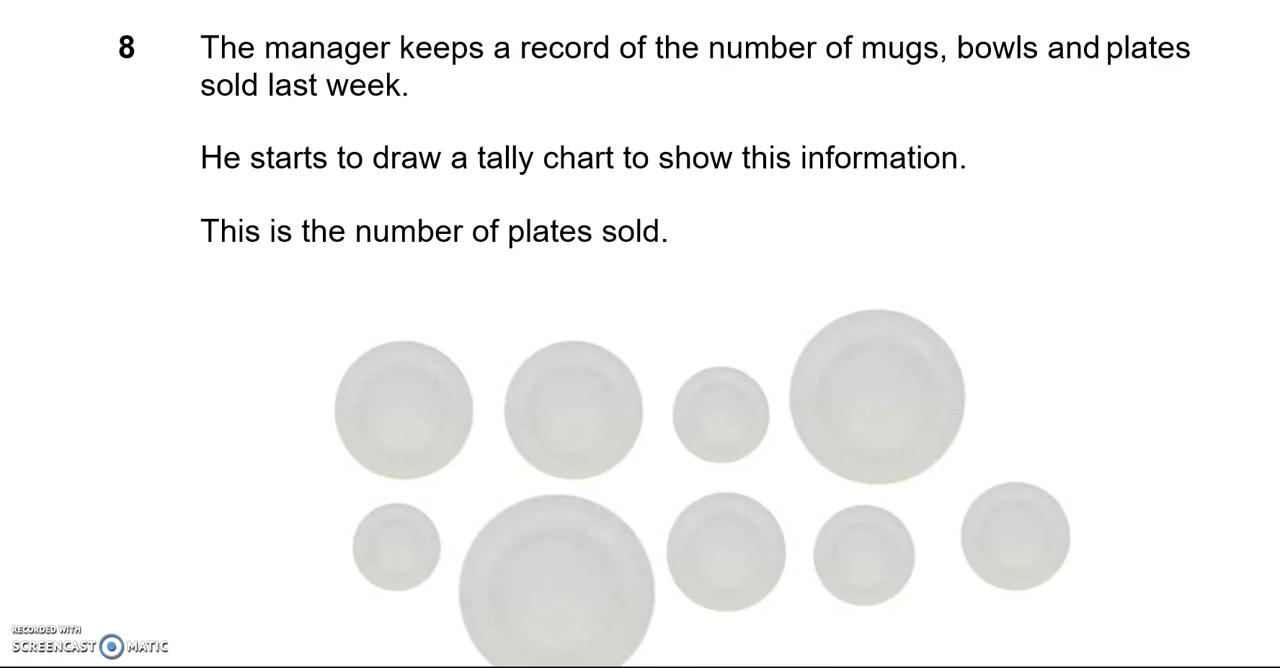 8 The manager keeps a record of the number of mugs, bowls and plates
sold last week.
He starts to draw a tally chart to show this information.
This is the number of plates sold.
RECORDED WITH
SCREENCAST MATIC